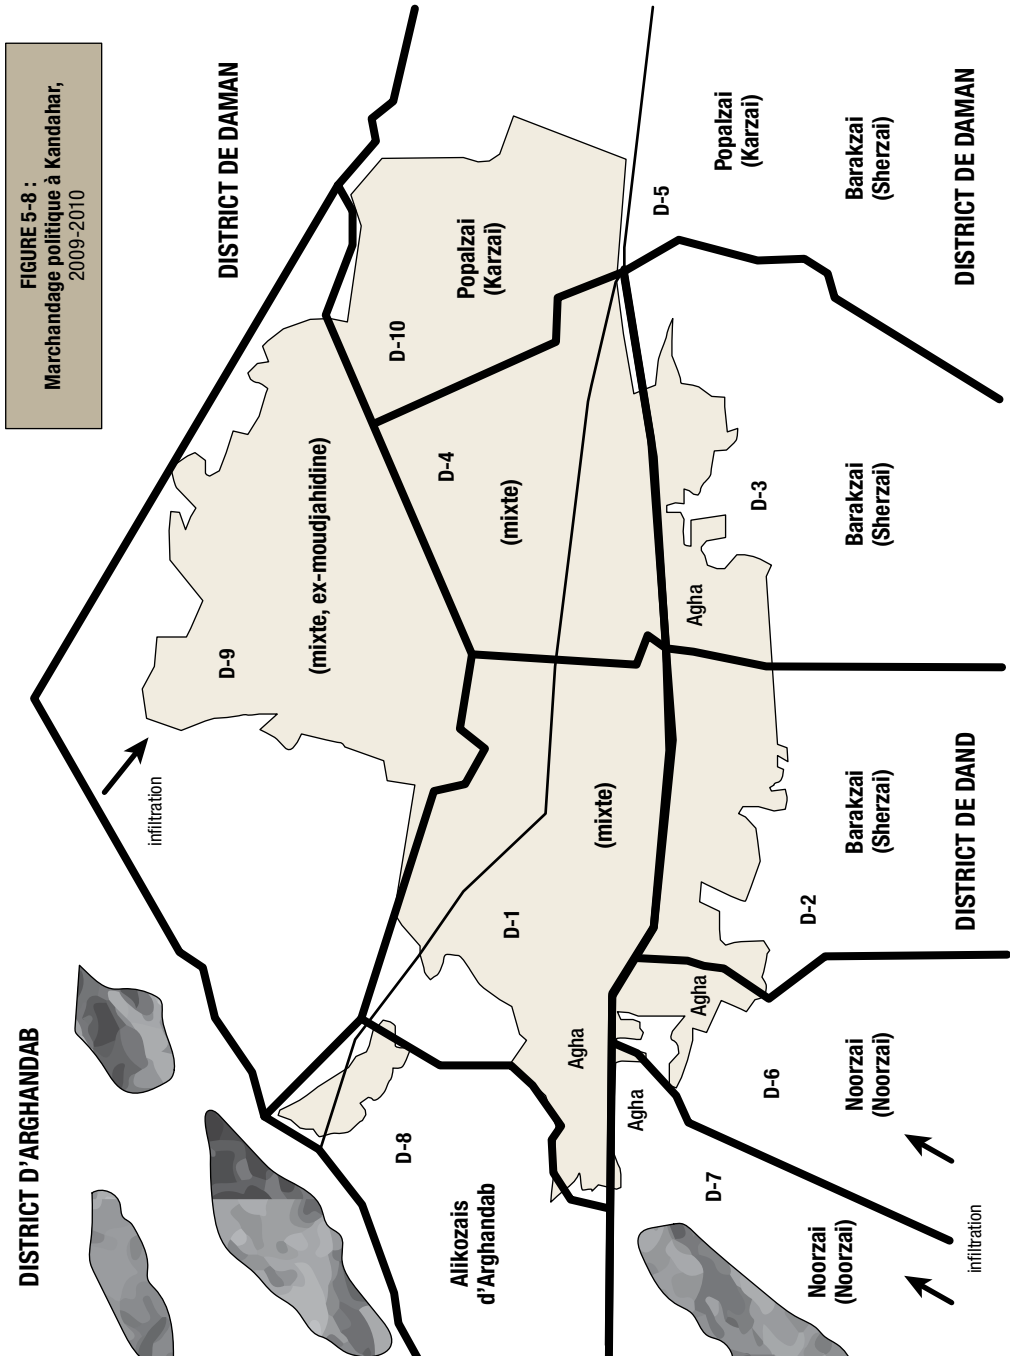 FIGURE 5-8 :
Marchandage politique à Kandahar,
2009-2010
DISTRICT D'ARGHANDAB
DISTRICT DE DAMAN
infiltration
D-9
(mixte, ex-moudjahidine)
D-10
Popalzai
(Karzai)
D-4
(mixte)
D-8
Alikozais
d'Arghandab
D-1
(mixte)
Agha
D-5
Popalzai
(Karzai)
Barakzai
(Sherzai)
DISTRICT DE DAMAN
Agha
D-7
Noorzai
(Noorzai)
infiltration
Agha
D-6
Noorzai
(Noorzai)
D-2
Barakzai
(Sherzai)
DISTRICT DE DAND
Agha
D-3
Barakzai
(Sherzai)